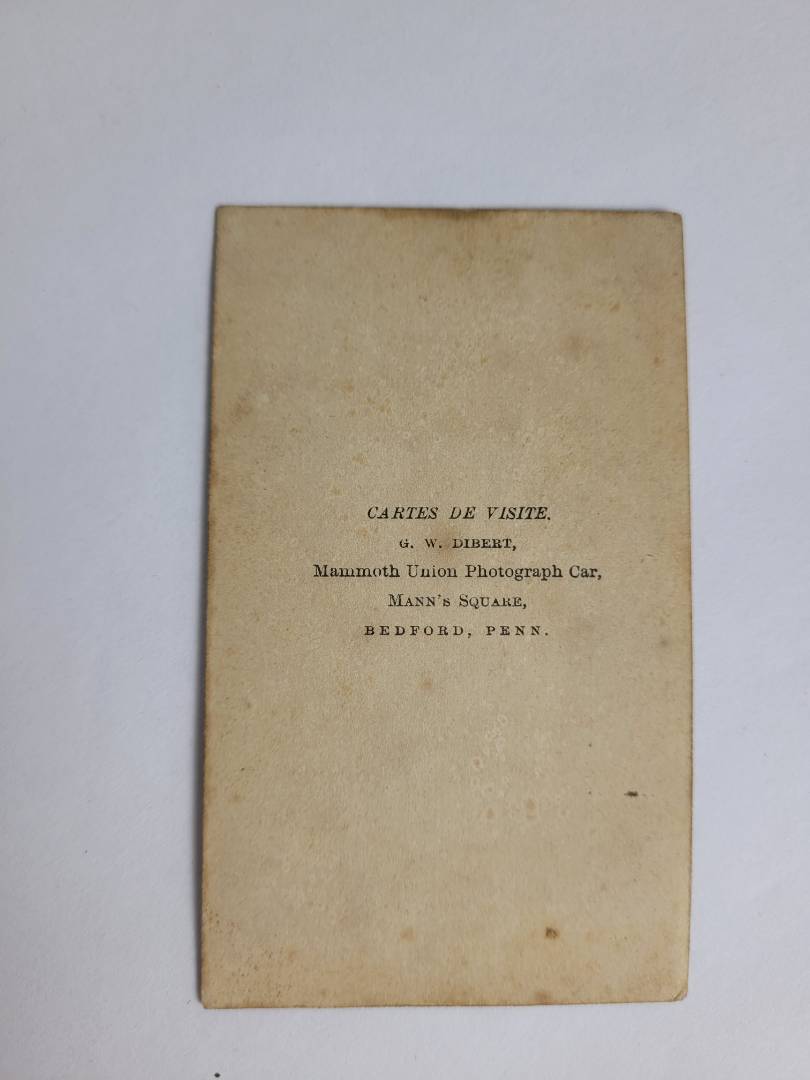 CARTES DE VISITE.
G. W. DIBERT,
Mammoth Union Photograph Car,
MANN'S SQUARE,
BEDFORD, PENN.